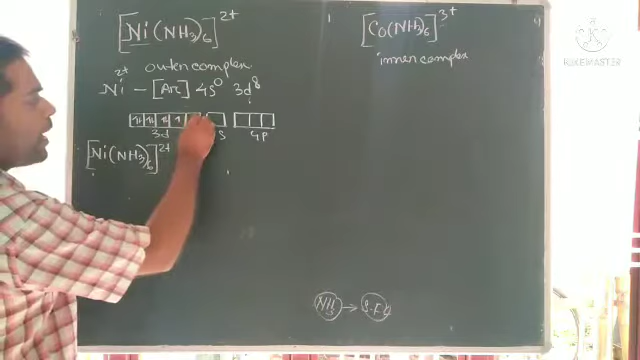 [Ni(NH3)6]2+
outer complex
Ni2+ - [Ar] 4s0 3d8
3d S 4P
[Ni(NH3)6]2+
[Co(NH3)6]3+
inner complex
NH3 → S.F.L
KINEMASTER